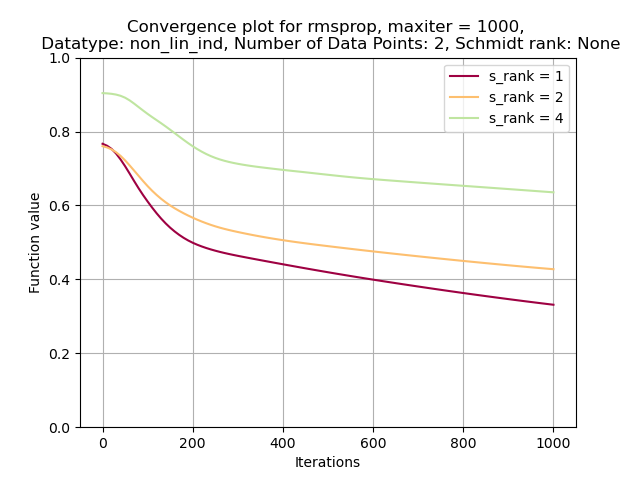 Convergence plot for rmsprop, maxiter = 1000,
Datatype: non_lin_ind, Number of Data Points: 2, Schmidt rank: None
s_rank = 1
s_rank = 2
s_rank = 4
Function value
1.0
0.8
0.6
0.4
0.2
0.0
0 200 400 600 800 1000
Iterations